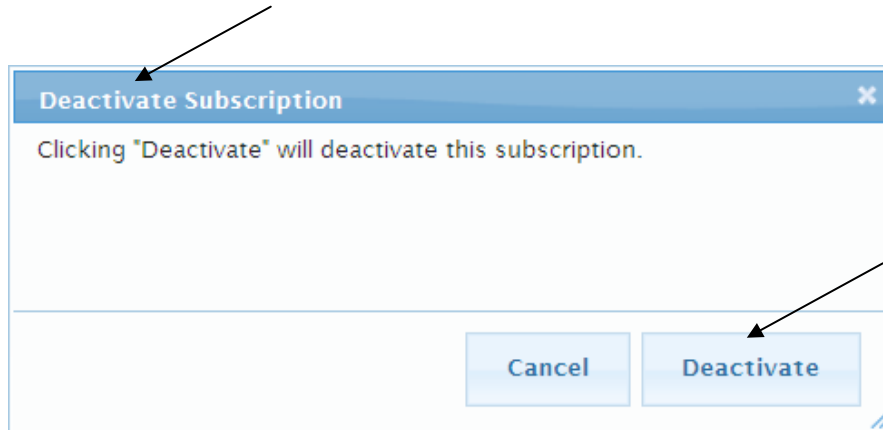 Deactivate Subscription
Clicking "Deactivate" will deactivate this subscription.
Cancel Deactivate